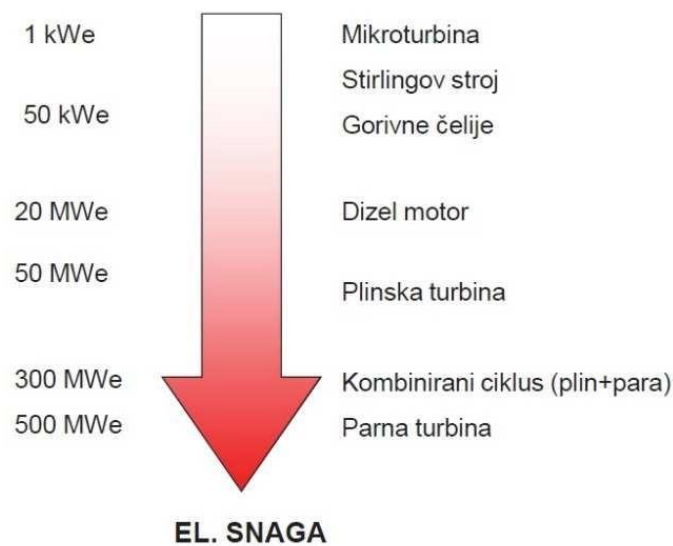 1 kWe
Mikroturbina
Stirlingov stroj
50 kWe
Gorivne čelije
20 MWe
Dizel motor
50 MWe
Plinska turbina
300 MWe
Kombinirani ciklus (plin+para)
500 MWe
Parna turbina
EL. SNAGA